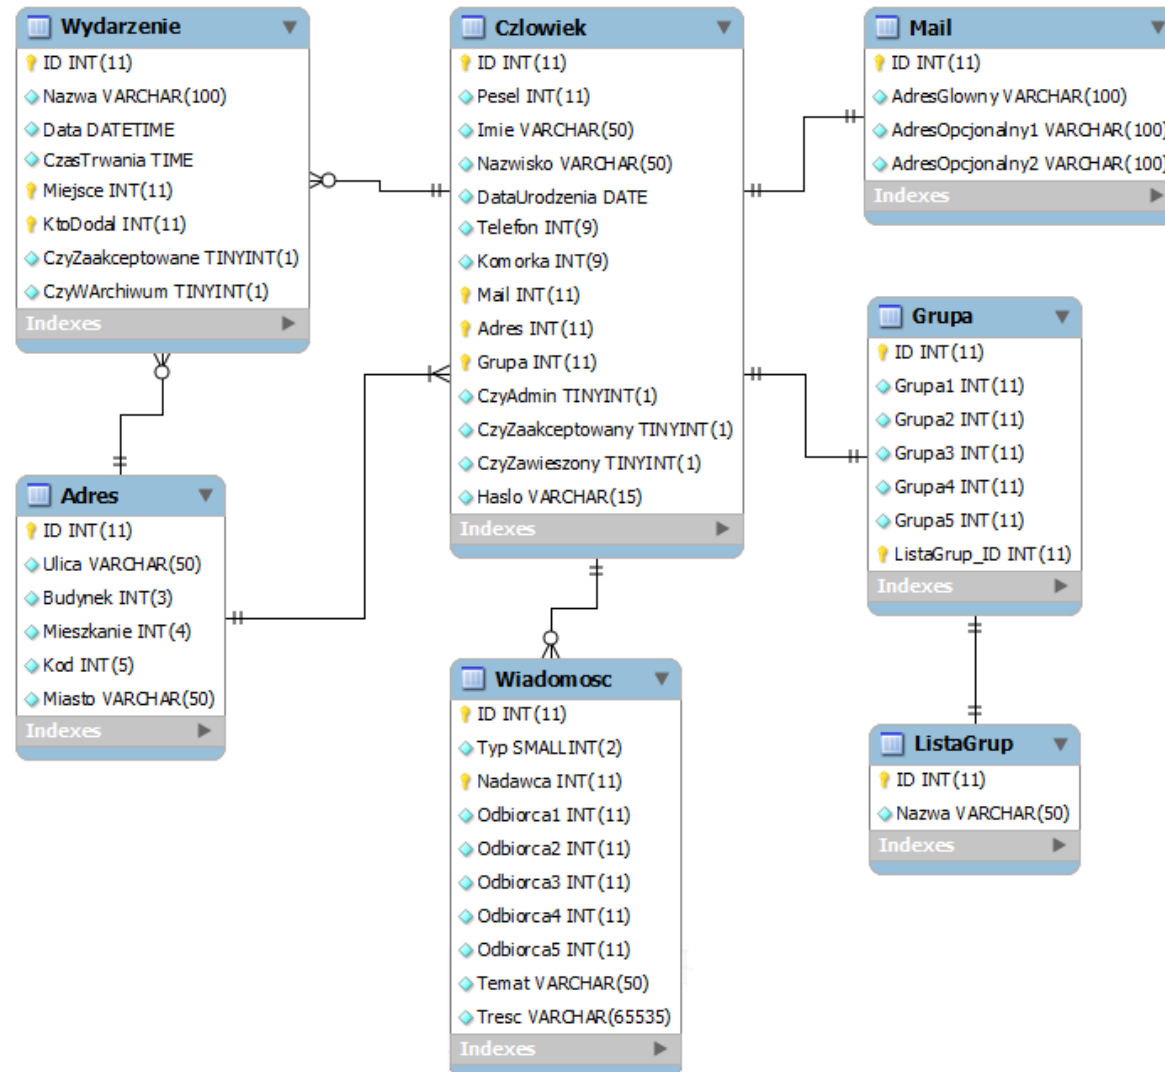 Wydarzenie
ID INT(11)
Nazwa VARCHAR(100)
Data DATETIME
CzasTrwania TIME
Miejsce INT(11)
KtoDodal INT(11)
CzyZaakceptowane TINYINT(1)
CzyWArchiwum TINYINT(1)
Indexes
Czlowiek
ID INT(11)
Pesel INT(11)
Imie VARCHAR(50)
Nazwisko VARCHAR(50)
DataUrodzenia DATE
Telefon INT(9)
Komorka INT(9)
Mail INT(11)
Adres INT(11)
Grupa INT(11)
CzyAdmin TINYINT(1)
CzyZaakceptowany TINYINT(1)
CzyZawieszony TINYINT(1)
Haslo VARCHAR(15)
Indexes
Mail
ID INT(11)
AdresGlowny VARCHAR(100)
AdresOpcjonalny1 VARCHAR(100)
AdresOpcjonalny2 VARCHAR(100)
Indexes
Grupa
ID INT(11)
Grupa1 INT(11)
Grupa2 INT(11)
Grupa3 INT(11)
Grupa4 INT(11)
Grupa5 INT(11)
ListaGrup_ID INT(11)
Indexes
Adres
ID INT(11)
Ulica VARCHAR(50)
Budynek INT(3)
Mieszkanie INT(4)
Kod INT(5)
Miasto VARCHAR(50)
Indexes
Wiadomosc
ID INT(11)
Typ SMALLINT(2)
Nadawca INT(11)
Odbiorca1 INT(11)
Odbiorca2 INT(11)
Odbiorca3 INT(11)
Odbiorca4 INT(11)
Odbiorca5 INT(11)
Temat VARCHAR(50)
Tresc VARCHAR(65535)
Indexes
ListaGrup
ID INT(11)
Nazwa VARCHAR(50)
Indexes